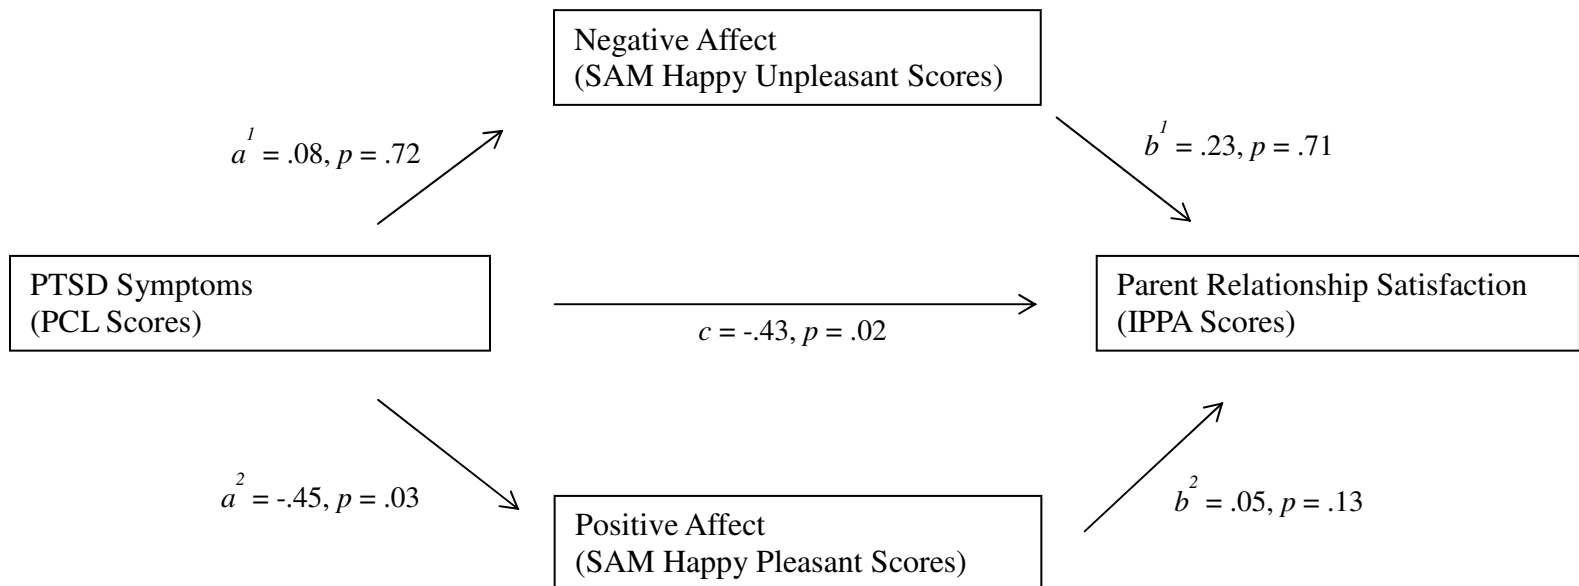 Negative Affect
(SAM Happy Unpleasant Scores)
a¹ = .08, p = .72
b¹ = .23, p = .71
PTSD Symptoms
(PCL Scores)
c = -.43, p = .02
Parent Relationship Satisfaction
(IPPA Scores)
a² = -.45, p = .03
b² = .05, p = .13
Positive Affect
(SAM Happy Pleasant Scores)